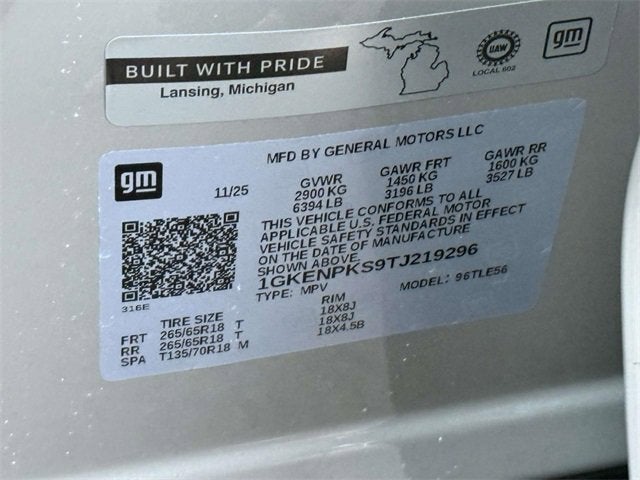 BUILT WITH PRIDE
Lansing, Michigan
UAW
LOCAL 602
gm
gm
MFD BY GENERAL MOTORS LLC
11/25
GVWR GAWR FRT GAWR RR
2900 KG 1450 KG 1600 KG
6394 LB 3196 LB 3527 LB
THIS VEHICLE CONFORMS TO ALL
APPLICABLE U.S. FEDERAL MOTOR
VEHICLE SAFETY STANDARDS IN EFFECT
ON THE DATE OF MANUFACTURE
SHOWN ABOVE.
1GKENPKS9TJ219296
TYPE: MPV MODEL: 96TLE56
316E
TIRE SIZE RIM
FRT 265/65R18 T 18X8J
RR 265/65R18 T 18X8J
SPA T135/70R18 M 18X4.5B